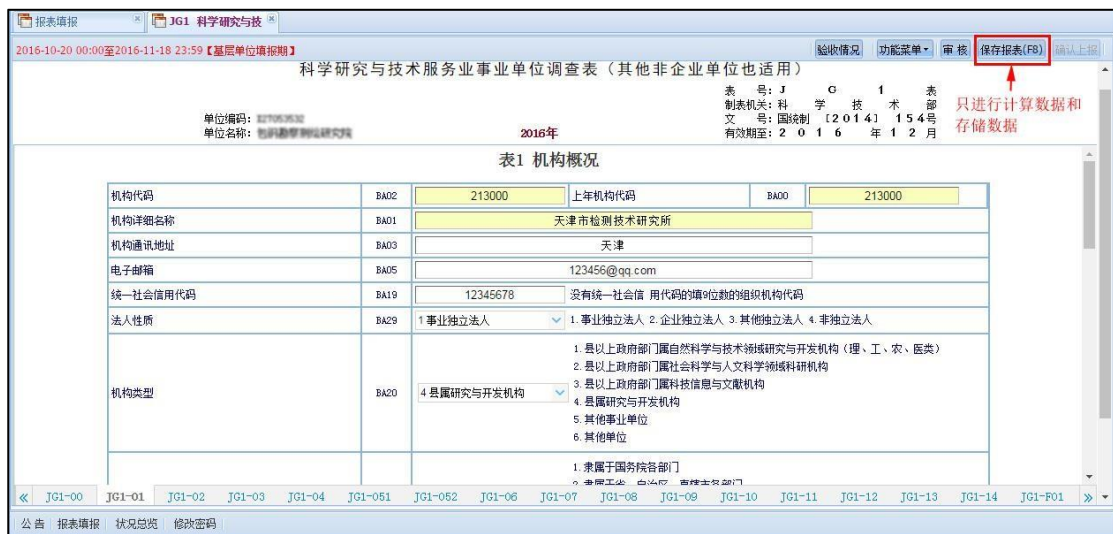 报表填报
JG1 科学研究与技
2016-10-20 00:00至2016-11-18 23:59【基层单位填报期】
验收情况 功能菜单 审核 保存报表(F8) 确认上报
科学研究与技术服务业事业单位调查表（其他非企业单位也适用）
表 号：J G 1 表
制表机关：科 学 技 术 部
文 号：国统制 [2014] 154号
有效期至：2 0 1 6 年 1 2 月
只进行计算数据和
存储数据
单位编码：
单位名称：
2016年
表1 机构概况
机构代码 BA02 213000 上年机构代码 BA00 213000
机构详细名称 BA01 天津市检测技术研究所
机构通讯地址 BA03 天津
电子邮箱 BA05 123456@qq.com
统一社会信用代码 BA19 12345678 没有统一社会信 用代码的填9位数的组织机构代码
法人性质 BA29 1 事业独立法人 1.事业独立法人 2.企业独立法人 3.其他独立法人 4.非独立法人
机构类型 BA20 4 县属研究与开发机构
1.县以上政府部门属自然科学与技术领域研究与开发机构（理、工、农、医类）
2.县以上政府部门属社会科学与人文科学领域科研机构
3.县以上政府部门属科技信息与文献机构
4.县属研究与开发机构
5.其他事业单位
6.其他单位
1.隶属于国务院各部门
JG1-00 JG1-01 JG1-02 JG1-03 JG1-04 JG1-051 JG1-052 JG1-06 JG1-07 JG1-08 JG1-09 JG1-10 JG1-11 JG1-12 JG1-13 JG1-14 JG1-F01
公告 报表填报 状况总览 修改密码